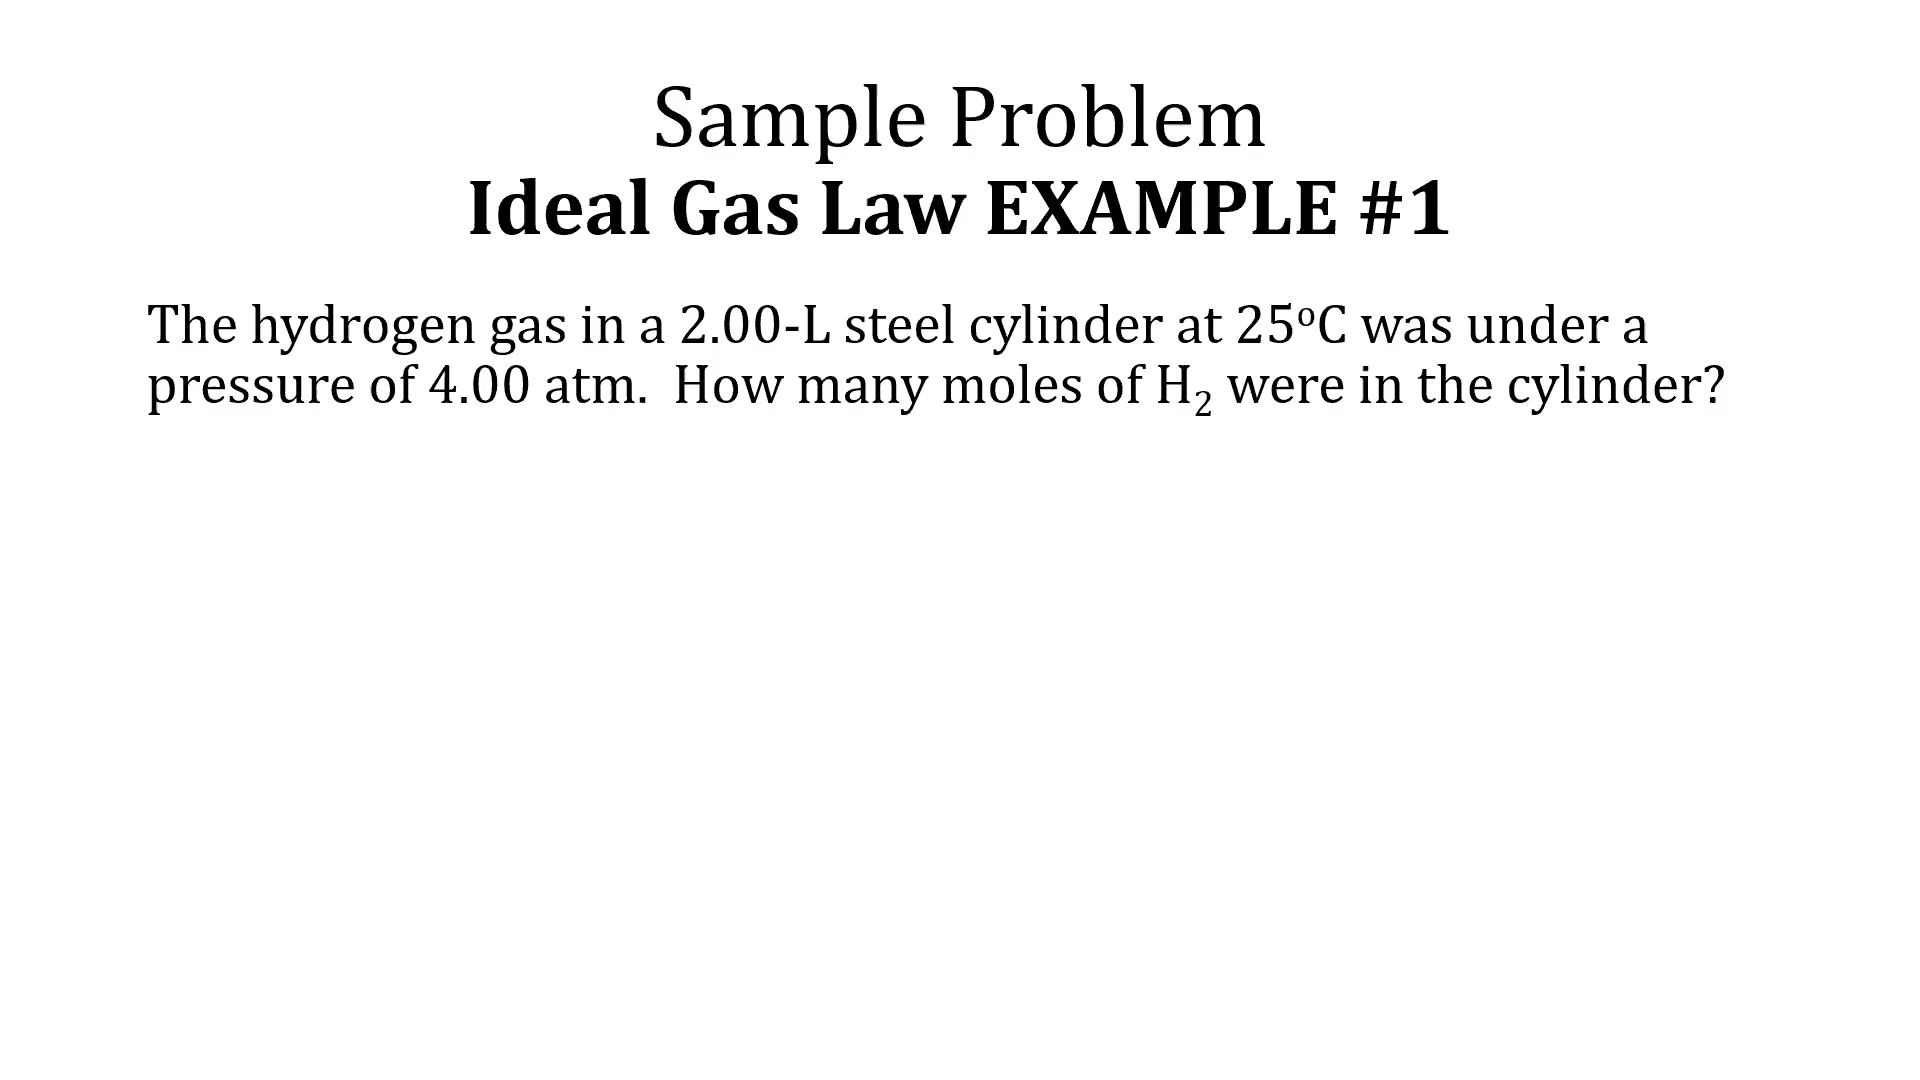 Sample Problem
Ideal Gas Law EXAMPLE #1
The hydrogen gas in a 2.00-L steel cylinder at 25ºC was under a
pressure of 4.00 atm.  How many moles of H₂ were in the cylinder?